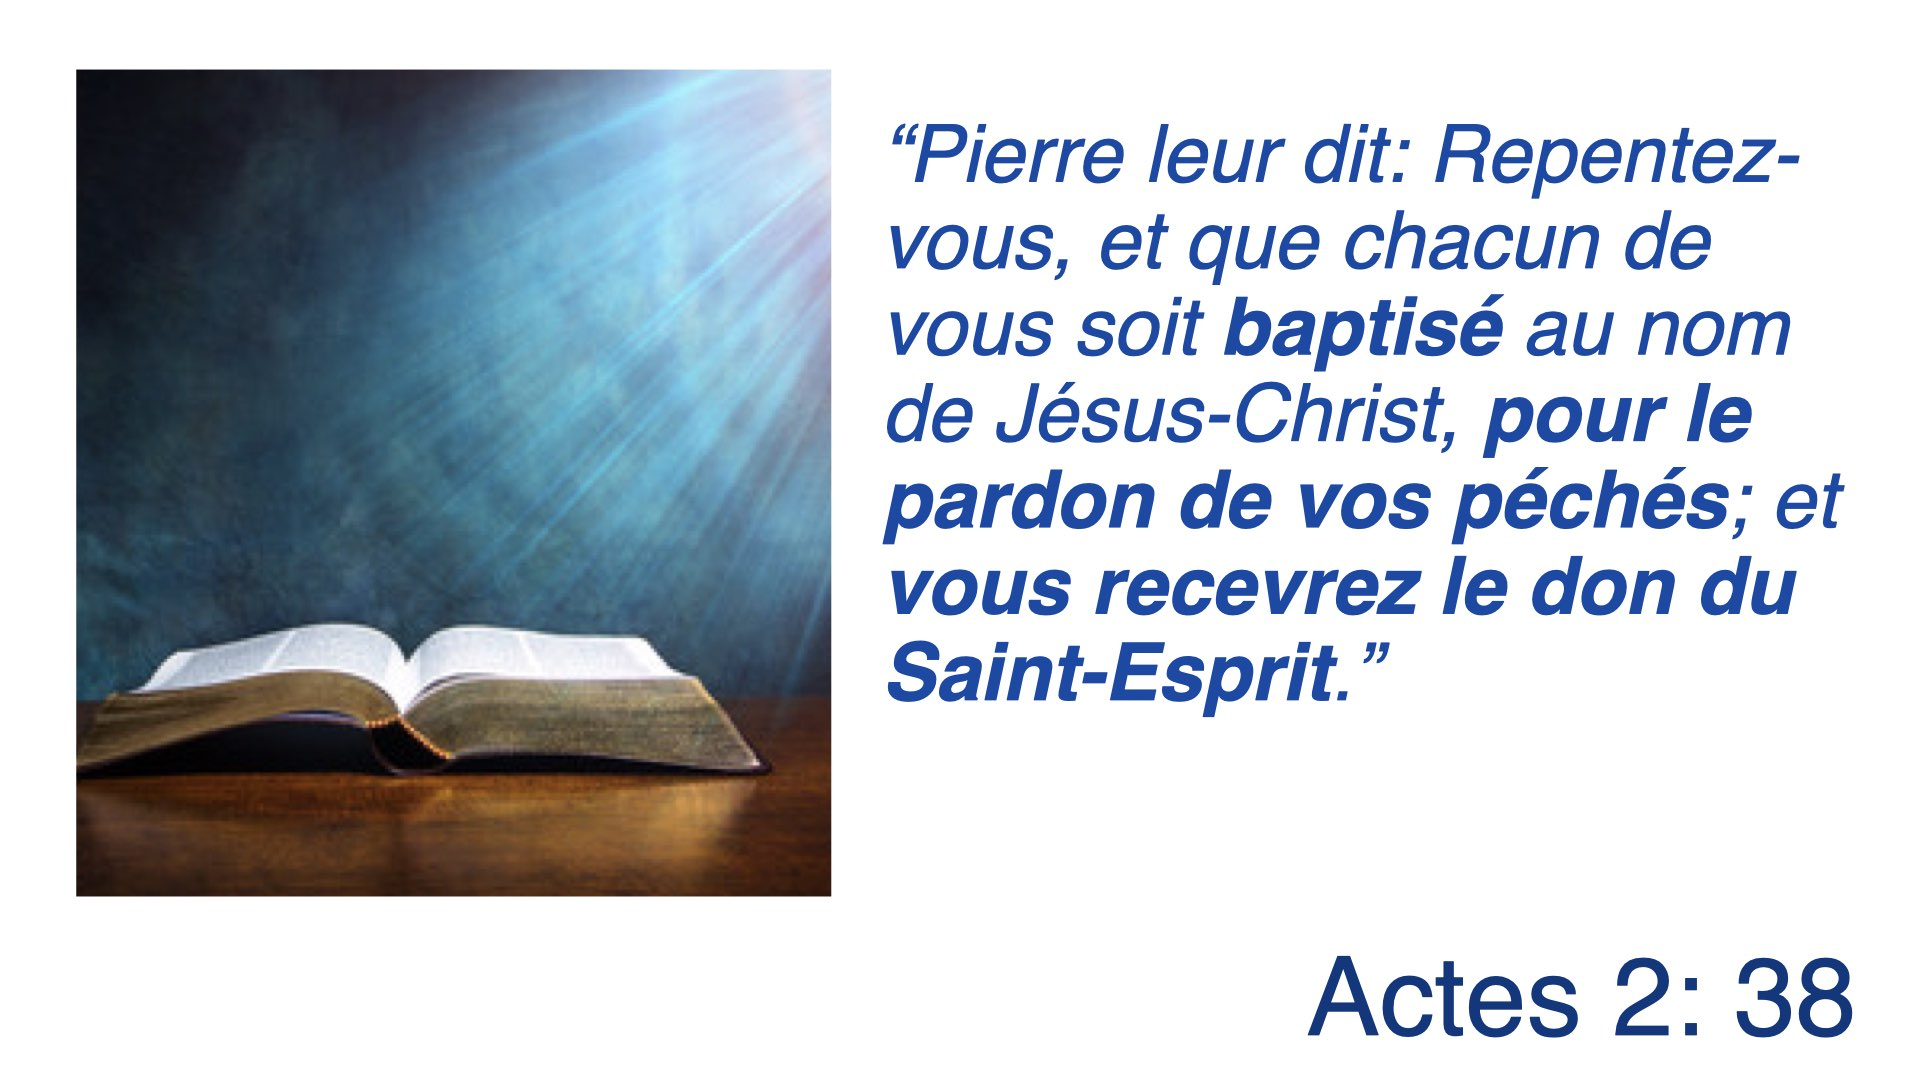 “Pierre leur dit: Repentez-
vous, et que chacun de
vous soit baptisé au nom
de Jésus-Christ, pour le
pardon de vos péchés; et
vous recevrez le don du
Saint-Esprit.”
Actes 2: 38